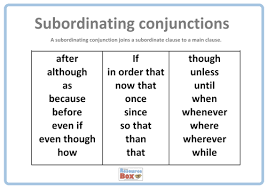 Subordinating conjunctions
A subordinating conjunction joins a subordinate clause to a main clause.
after
although
as
because
before
even if
even though
how
If
in order that
now that
once
since
so that
than
that
though
unless
until
when
whenever
where
wherever
while
Box